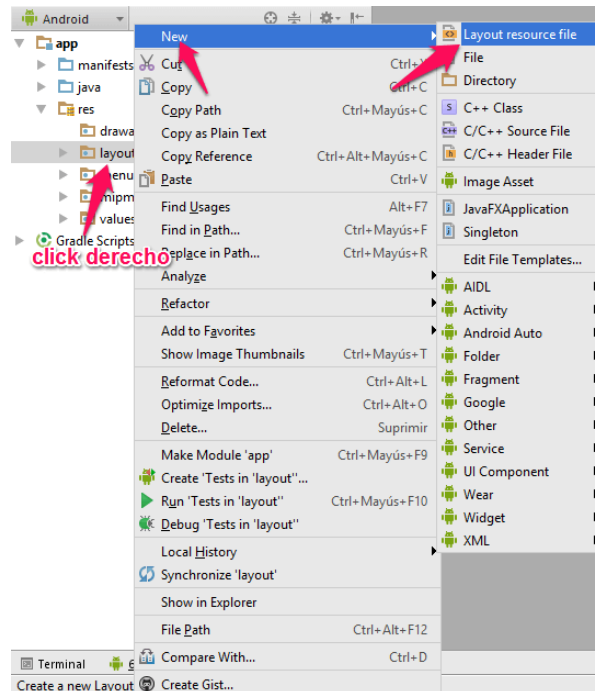 Android
app
manifests
java
res
drawa
layout
menu
mipm
values
Gradle Scripts
click derecho
New
Cut Ctrl+X
Copy Ctrl+C
Copy Path Ctrl+Mayús+C
Copy as Plain Text
Copy Reference Ctrl+Alt+Mayús+C
Paste Ctrl+V
Find Usages Alt+F7
Find in Path... Ctrl+Mayús+F
Replace in Path... Ctrl+Mayús+R
Analyze
Refactor
Add to Favorites
Show Image Thumbnails Ctrl+Mayús+T
Reformat Code... Ctrl+Alt+L
Optimize Imports... Ctrl+Alt+O
Delete... Suprimir
Make Module 'app' Ctrl+Mayús+F9
Create 'Tests in 'layout''...
Run 'Tests in 'layout'' Ctrl+Mayús+F10
Debug 'Tests in 'layout''
Local History
Synchronize 'layout'
Show in Explorer
File Path Ctrl+Alt+F12
Compare With... Ctrl+D
Create Gist...
Layout resource file
File
Directory
S C++ Class
C++ C/C++ Source File
h C/C++ Header File
Image Asset
JavaFXApplication
Singleton
Edit File Templates...
AIDL
Activity
Android Auto
Folder
Fragment
Google
Other
Service
UI Component
Wear
Widget
XML
Terminal 6
Create a new Layout